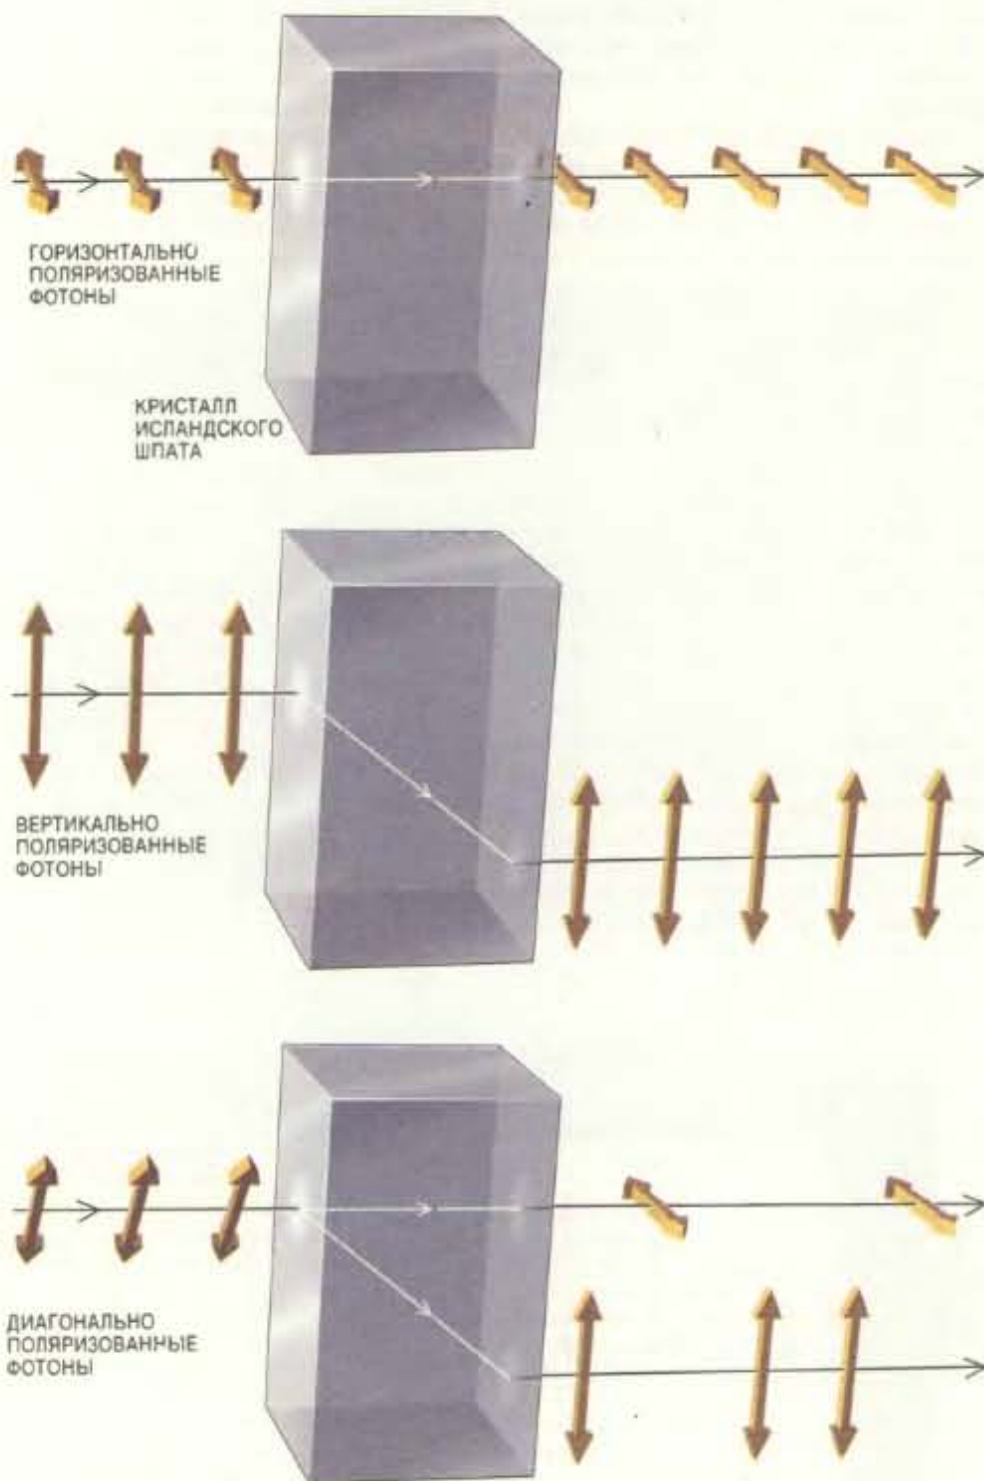 ГОРИЗОНТАЛЬНО
ПОЛЯРИЗОВАННЫЕ
ФОТОНЫ
КРИСТАЛЛ
ИСЛАНДСКОГО
ШПАТА
ВЕРТИКАЛЬНО
ПОЛЯРИЗОВАННЫЕ
ФОТОНЫ
ДИАГОНАЛЬНО
ПОЛЯРИЗОВАННЫЕ
ФОТОНЫ